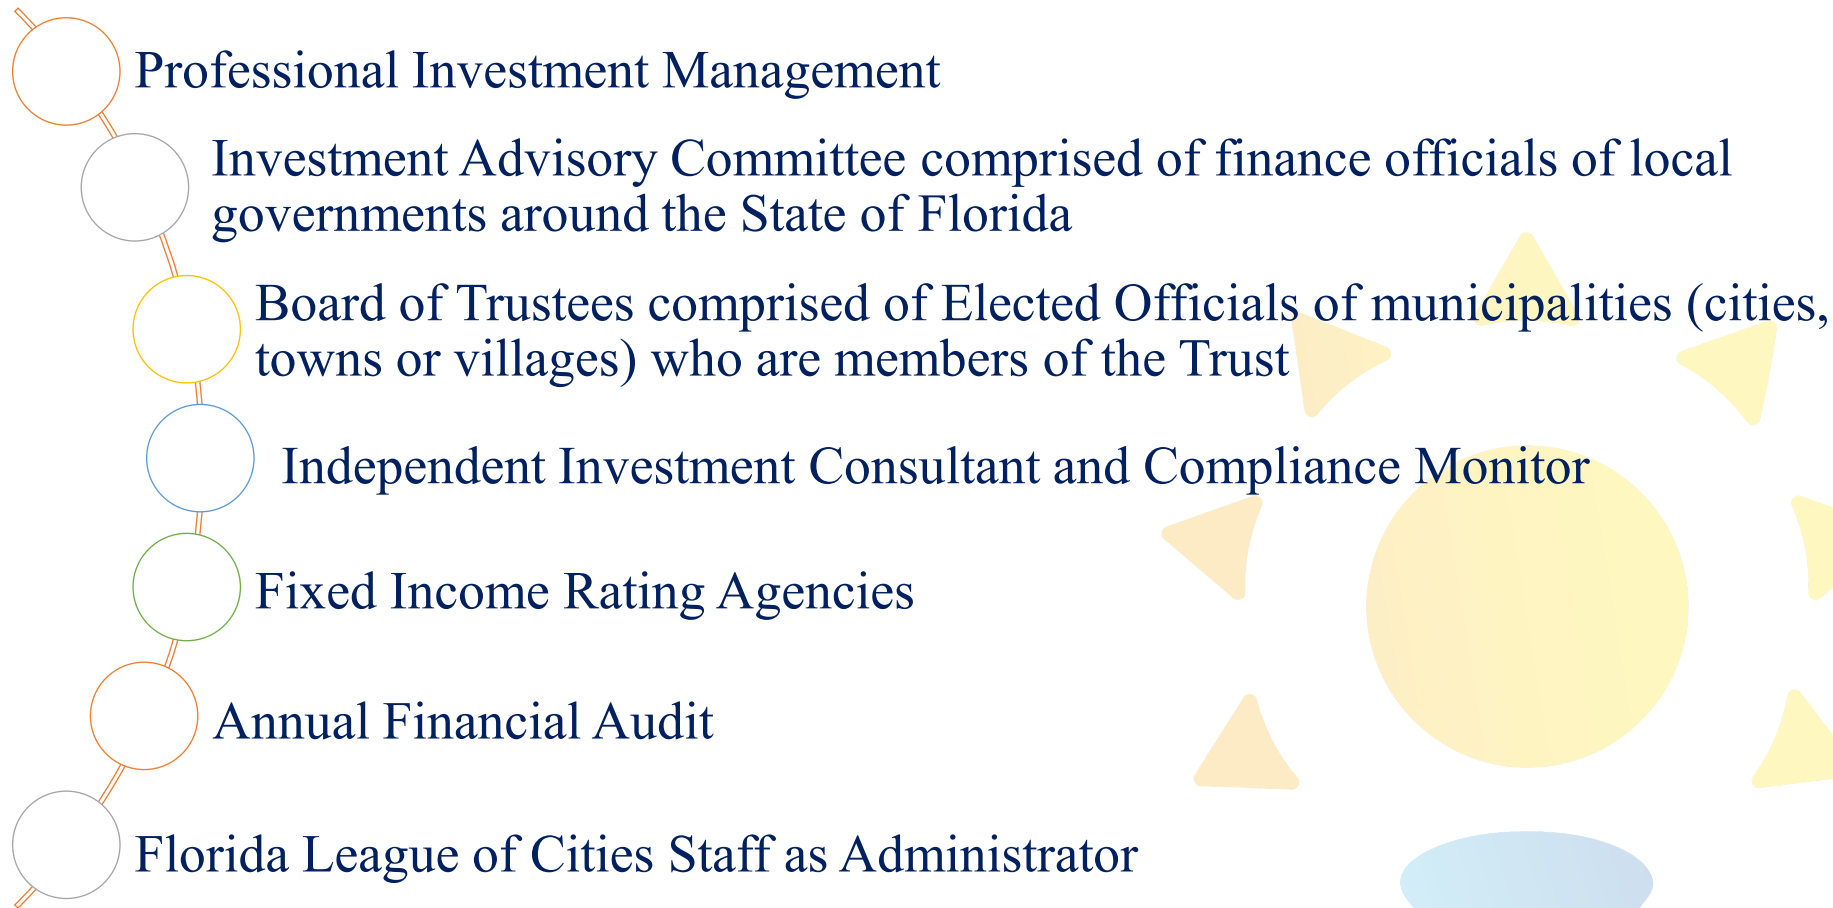 Professional Investment Management
Investment Advisory Committee comprised of finance officials of local
governments around the State of Florida
Board of Trustees comprised of Elected Officials of municipalities (cities,
towns or villages) who are members of the Trust
Independent Investment Consultant and Compliance Monitor
Fixed Income Rating Agencies
Annual Financial Audit
Florida League of Cities Staff as Administrator